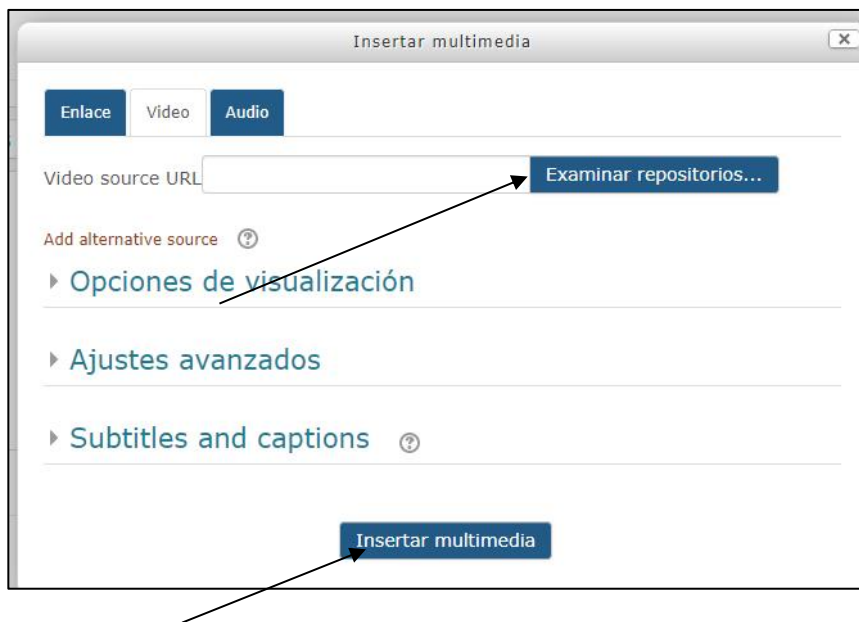 Insertar multimedia
Enlace Video Audio
Video source URL Examinar repositorios...
Add alternative source
Opciones de visualización
Ajustes avanzados
Subtitles and captions
Insertar multimedia